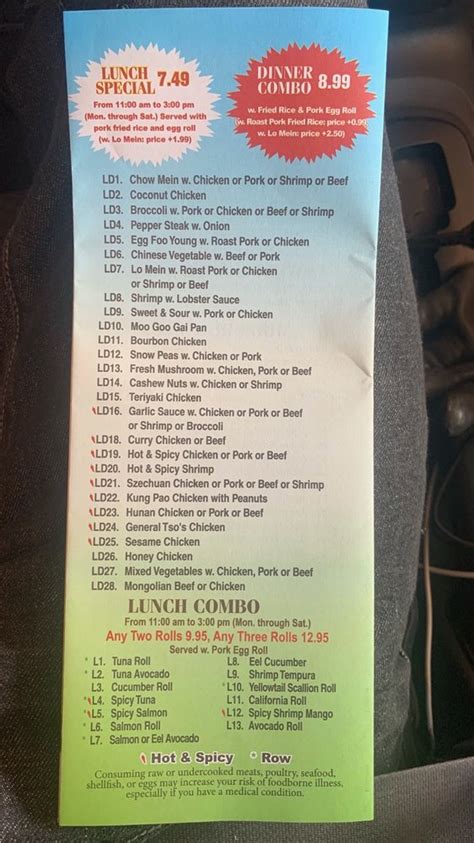 LUNCH
SPECIAL 7.49
From 11:00 am to 3:00 pm
(Mon. through Sat.) Served with
pork fried rice and egg roll
(w. Lo Mein: price +1.99)
DINNER
COMBO 8.99
w. Fried Rice & Pork Egg Roll
(w. Roast Pork Fried Rice: price +0.99
w. Lo Mein: price +2.50)
LD1. Chow Mein w. Chicken or Pork or Shrimp or Beef
LD2. Coconut Chicken
LD3. Broccoli w. Pork or Chicken or Beef or Shrimp
LD4. Pepper Steak w. Onion
LD5. Egg Foo Young w. Roast Pork or Chicken
LD6. Chinese Vegetable w. Beef or Pork
LD7. Lo Mein w. Roast Pork or Chicken
or Shrimp or Beef
LD8. Shrimp w. Lobster Sauce
LD9. Sweet & Sour w. Pork or Chicken
LD10. Moo Goo Gai Pan
LD11. Bourbon Chicken
LD12. Snow Peas w. Chicken or Pork
LD13. Fresh Mushroom w. Chicken, Pork or Beef
LD14. Cashew Nuts w. Chicken or Shrimp
LD15. Teriyaki Chicken
LD16. Garlic Sauce w. Chicken or Pork or Beef
or Shrimp or Broccoli
LD18. Curry Chicken or Beef
LD19. Hot & Spicy Chicken or Pork or Beef
LD20. Hot & Spicy Shrimp
LD21. Szechuan Chicken or Pork or Beef or Shrimp
LD22. Kung Pao Chicken with Peanuts
LD23. Hunan Chicken or Pork or Beef
LD24. General Tso's Chicken
LD25. Sesame Chicken
LD26. Honey Chicken
LD27. Mixed Vegetables w. Chicken, Pork or Beef
LD28. Mongolian Beef or Chicken
LUNCH COMBO
From 11:00 am to 3:00 pm (Mon. through Sat.)
Any Two Rolls 9.95, Any Three Rolls 12.95
Served w. Pork Egg Roll
* L1. Tuna Roll
* L2. Tuna Avocado
L3. Cucumber Roll
* L4. Spicy Tuna
* L5. Spicy Salmon
* L6. Salmon Roll
* L7. Salmon or Eel Avocado
L8. Eel Cucumber
L9. Shrimp Tempura
* L10. Yellowtail Scallion Roll
L11. California Roll
L12. Spicy Shrimp Mango
L13. Avocado Roll
Hot & Spicy * Row
Consuming raw or undercooked meats, poultry, seafood,
shellfish, or eggs may increase your risk of foodborne illness,
especially if you have a medical condition.